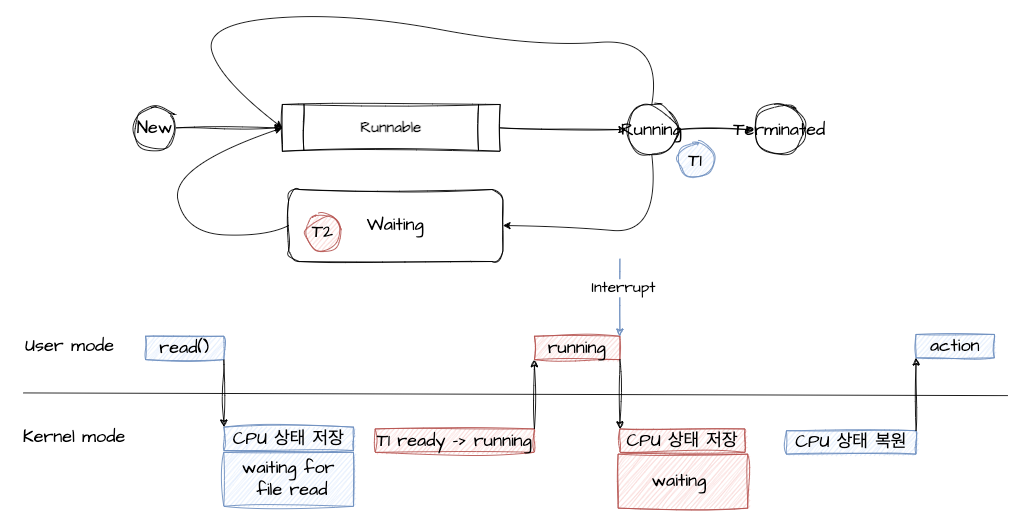 New
Runnable
Running
Terminated
T1
T2
Waiting
Interrupt
User mode
read()
running
action
Kernel mode
CPU 상태 저장
T1 ready -> running
CPU 상태 저장
CPU 상태 복원
waiting for
file read
waiting